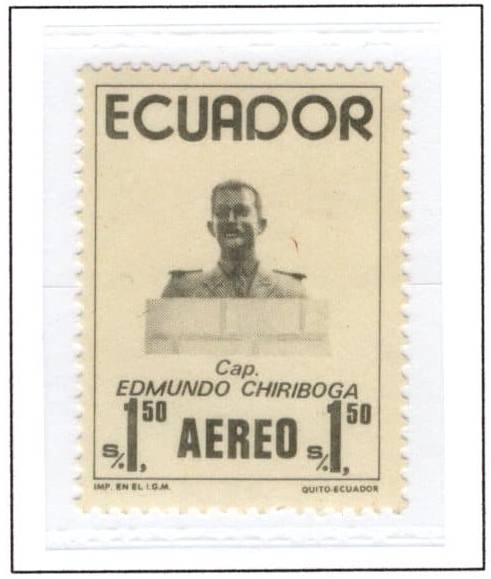 ECUADOR
Cap.
EDMUNDO CHIRIBOGA
S/.1,50 AEREO S/.1,50
IMP. EN EL I.G.M. QUITO-ECUADOR